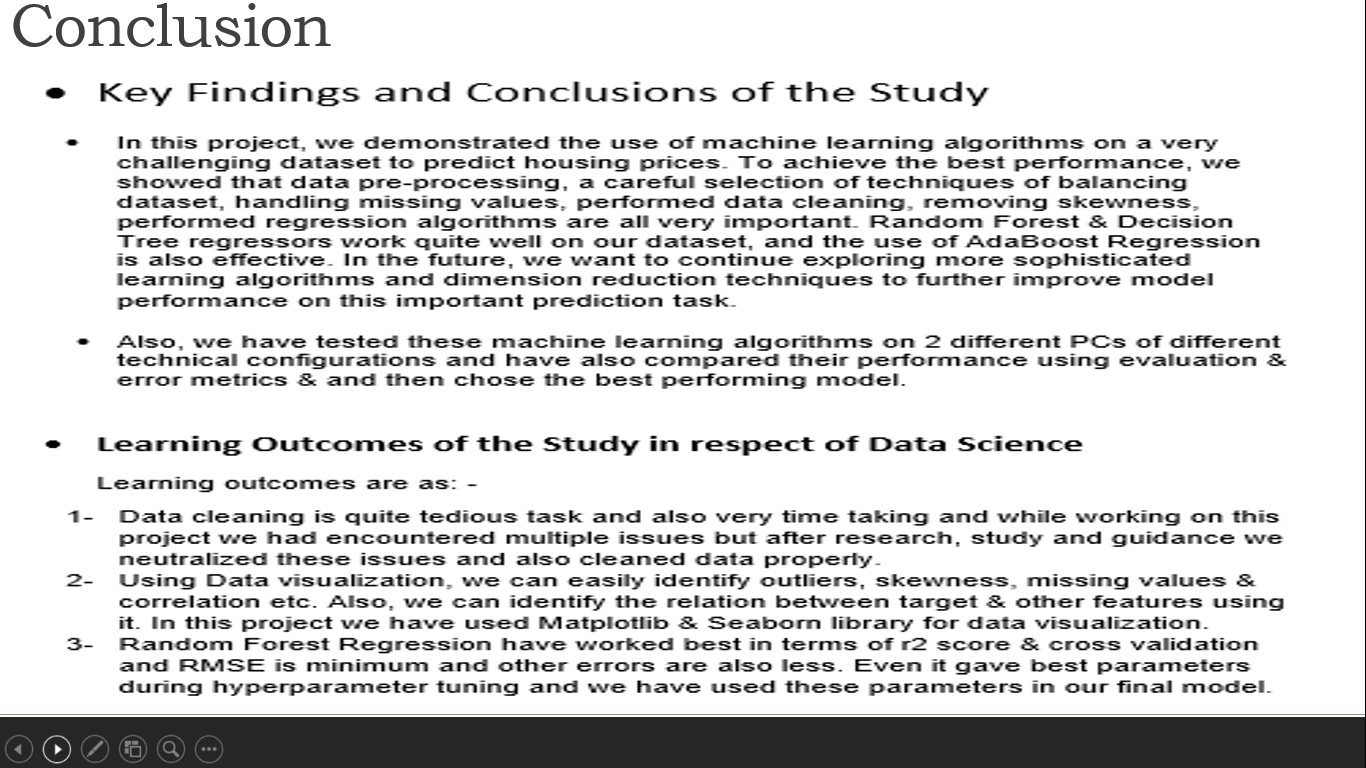 Conclusion
• Key Findings and Conclusions of the Study
• In this project, we demonstrated the use of machine learning algorithms on a very
challenging dataset to predict housing prices. To achieve the best performance, we
showed that data pre-processing, a careful selection of techniques of balancing
dataset, handling missing values, performed data cleaning, removing skewness,
performed regression algorithms are all very important. Random Forest & Decision
Tree regressors work quite well on our dataset, and the use of AdaBoost Regression
is also effective. In the future, we want to continue exploring more sophisticated
learning algorithms and dimension reduction techniques to further improve model
performance on this important prediction task.
• Also, we have tested these machine learning algorithms on 2 different PCs of different
technical configurations and have also compared their performance using evaluation &
error metrics & and then chose the best performing model.
• Learning Outcomes of the Study in respect of Data Science
Learning outcomes are as: -
1- Data cleaning is quite tedious task and also very time taking and while working on this
project we had encountered multiple issues but after research, study and guidance we
neutralized these issues and also cleaned data properly.
2- Using Data visualization, we can easily identify outliers, skewness, missing values &
correlation etc. Also, we can identify the relation between target & other features using
it. In this project we have used Matplotlib & Seaborn library for data visualization.
3- Random Forest Regression have worked best in terms of r2 score & cross validation
and RMSE is minimum and other errors are also less. Even it gave best parameters
during hyperparameter tuning and we have used these parameters in our final model.